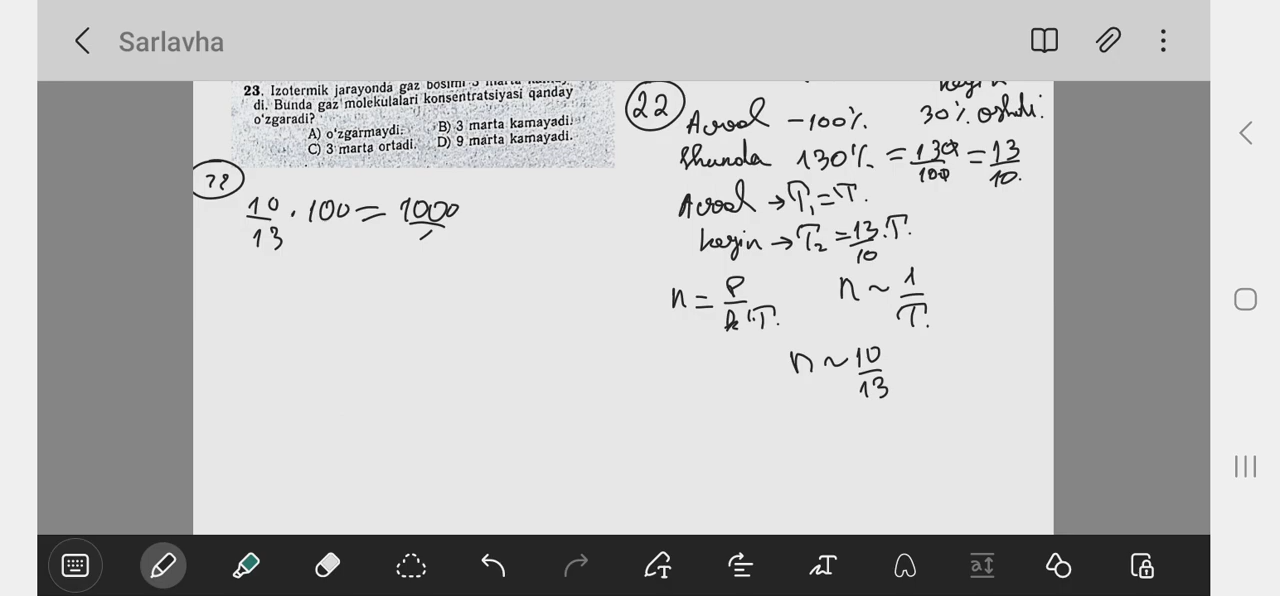 Sarlavha
23. Izotermik jarayonda gaz bosimi 3 marta
di. Bunda gaz molekulalari konsentratsiyasi qanday
o'zgaradi?
A) o'zgarmaydi. B) 3 marta kamayadi.
C) 3 marta ortadi. D) 9 marta kamayadi.
22
10/13 · 100 = 1000
22
Avval - 100%. 30% oshdi.
Shunda 130% = 130/100 = 13/10.
Avval → T₁ = T.
keyin → T₂ = 13/10 · T.
n = P/k·T. n ~ 1/T.
n ~ 10/13